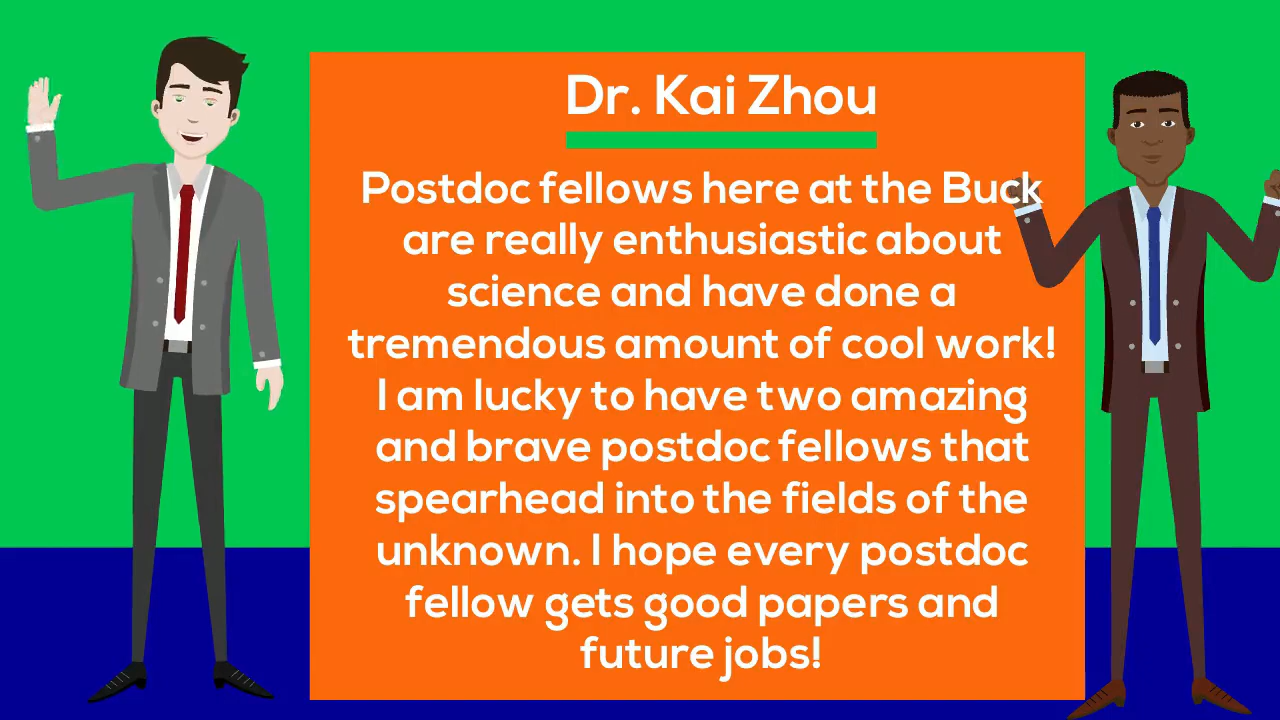 Dr. Kai Zhou
Postdoc fellows here at the Buck
are really enthusiastic about
science and have done a
tremendous amount of cool work!
I am lucky to have two amazing
and brave postdoc fellows that
spearhead into the fields of the
unknown. I hope every postdoc
fellow gets good papers and
future jobs!